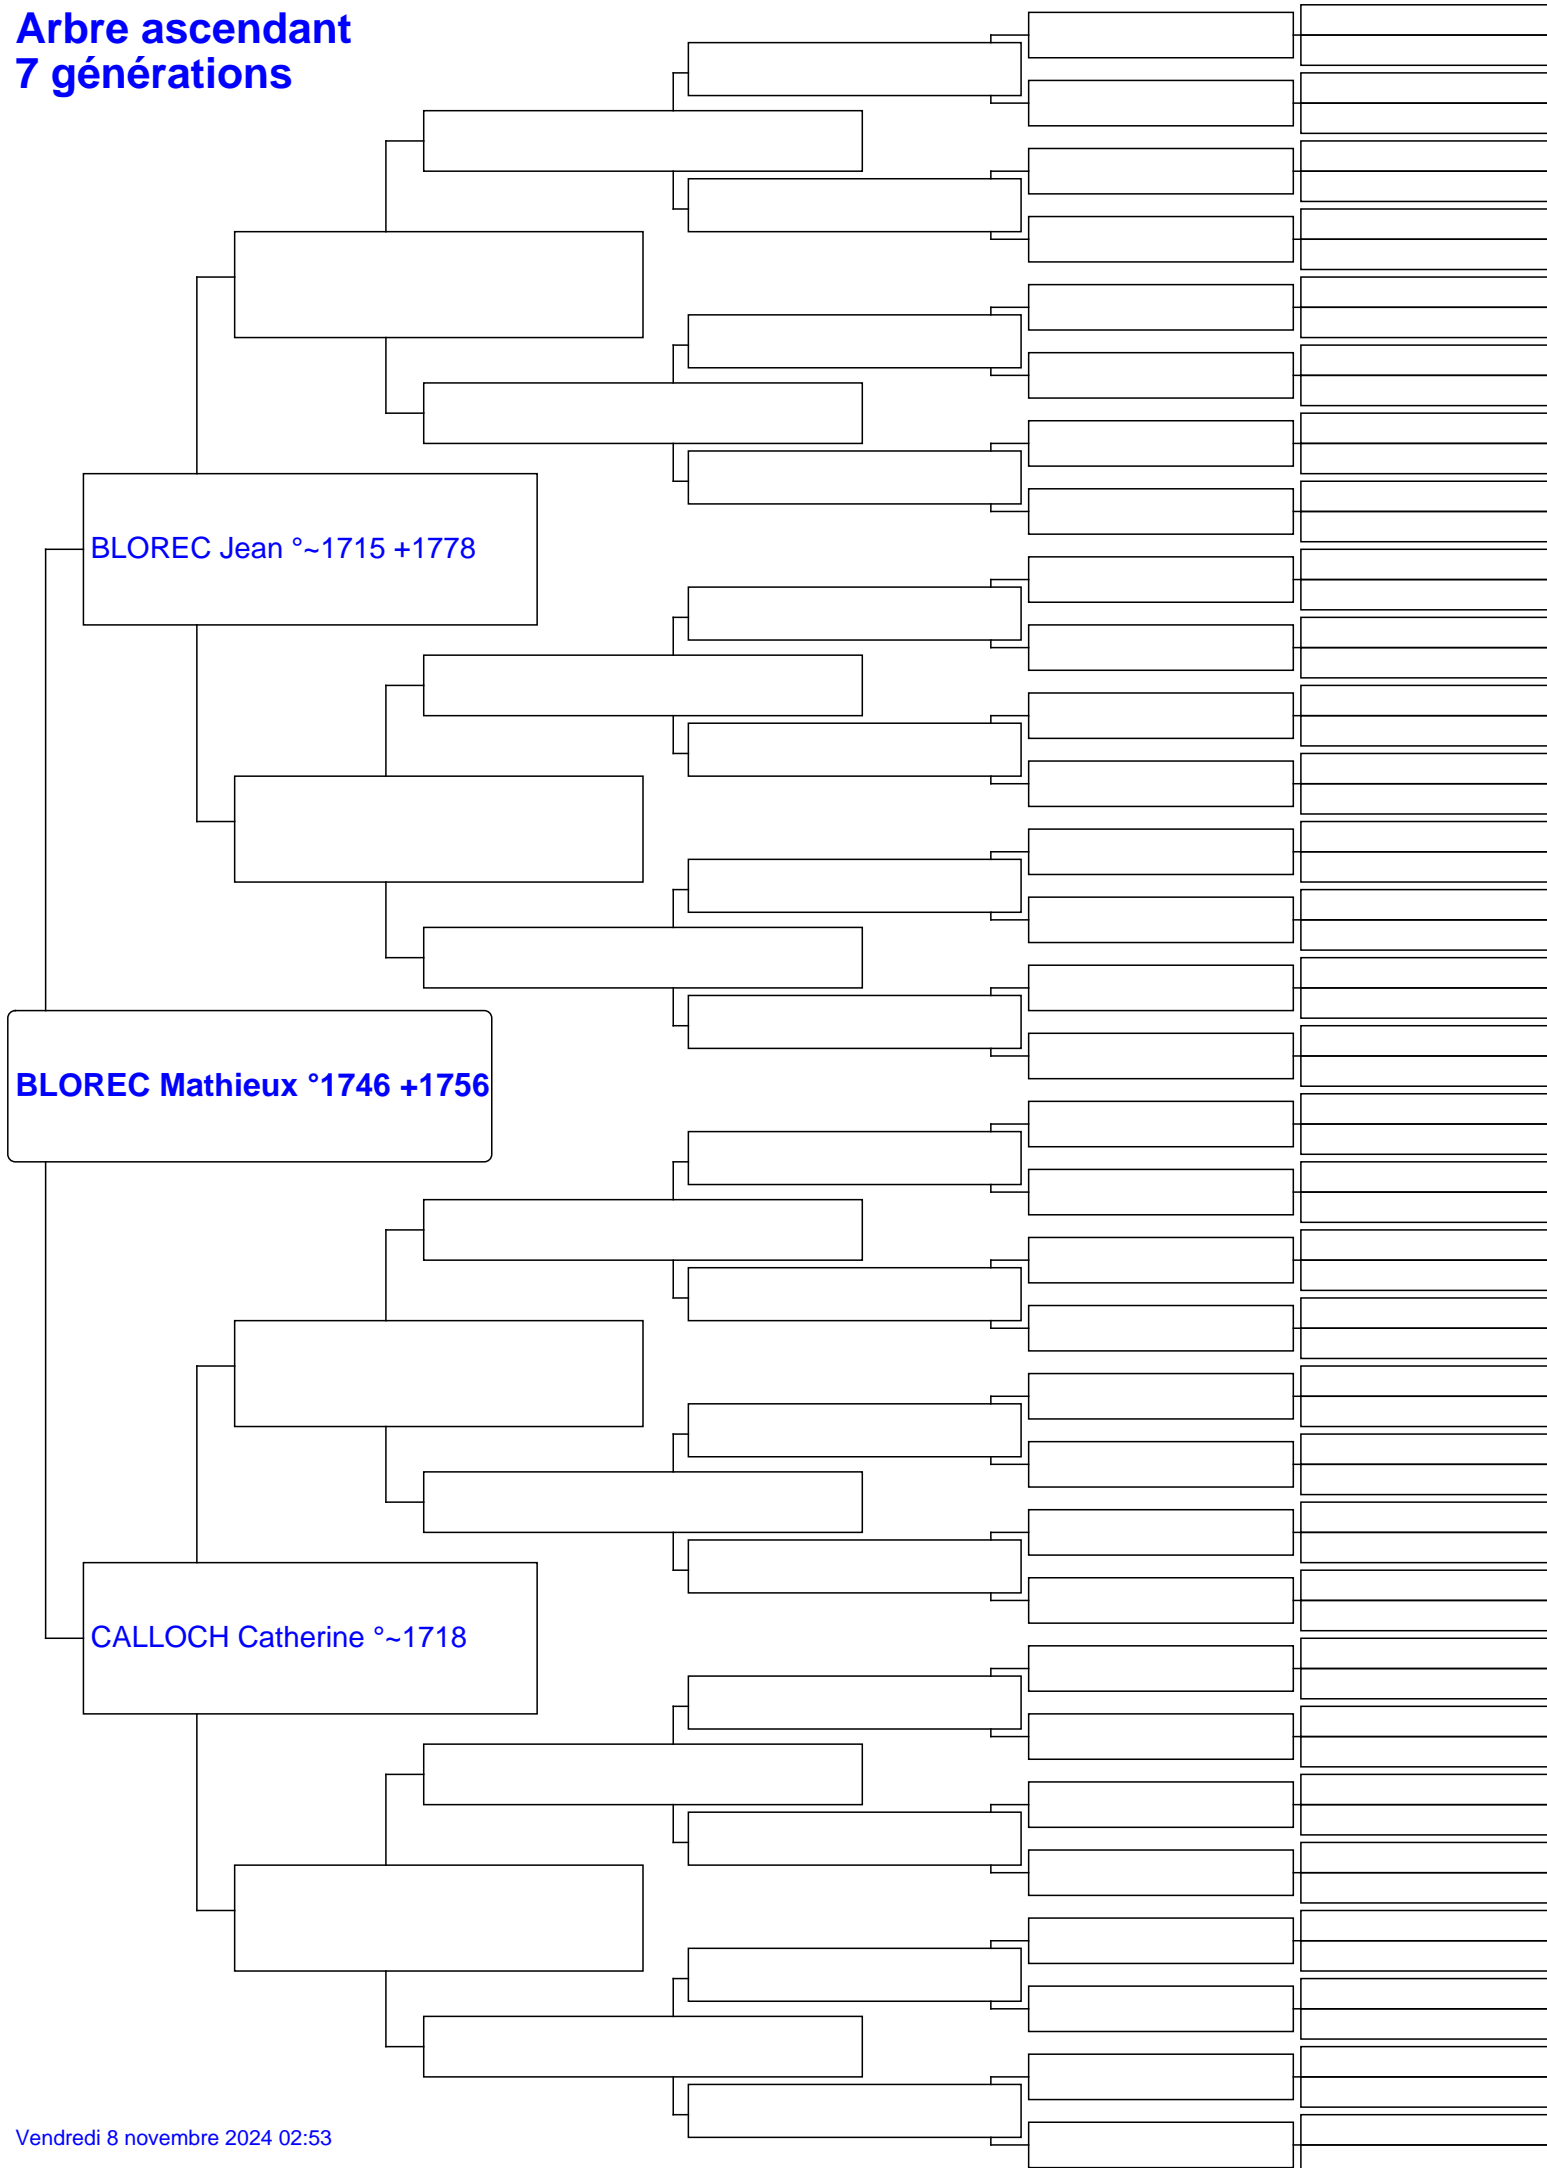 Arbre ascendant
7 générations
BLOREC Jean °~1715 +1778
BLOREC Mathieux °1746 +1756
CALLOCH Catherine °~1718
Vendredi 8 novembre 2024 02:53